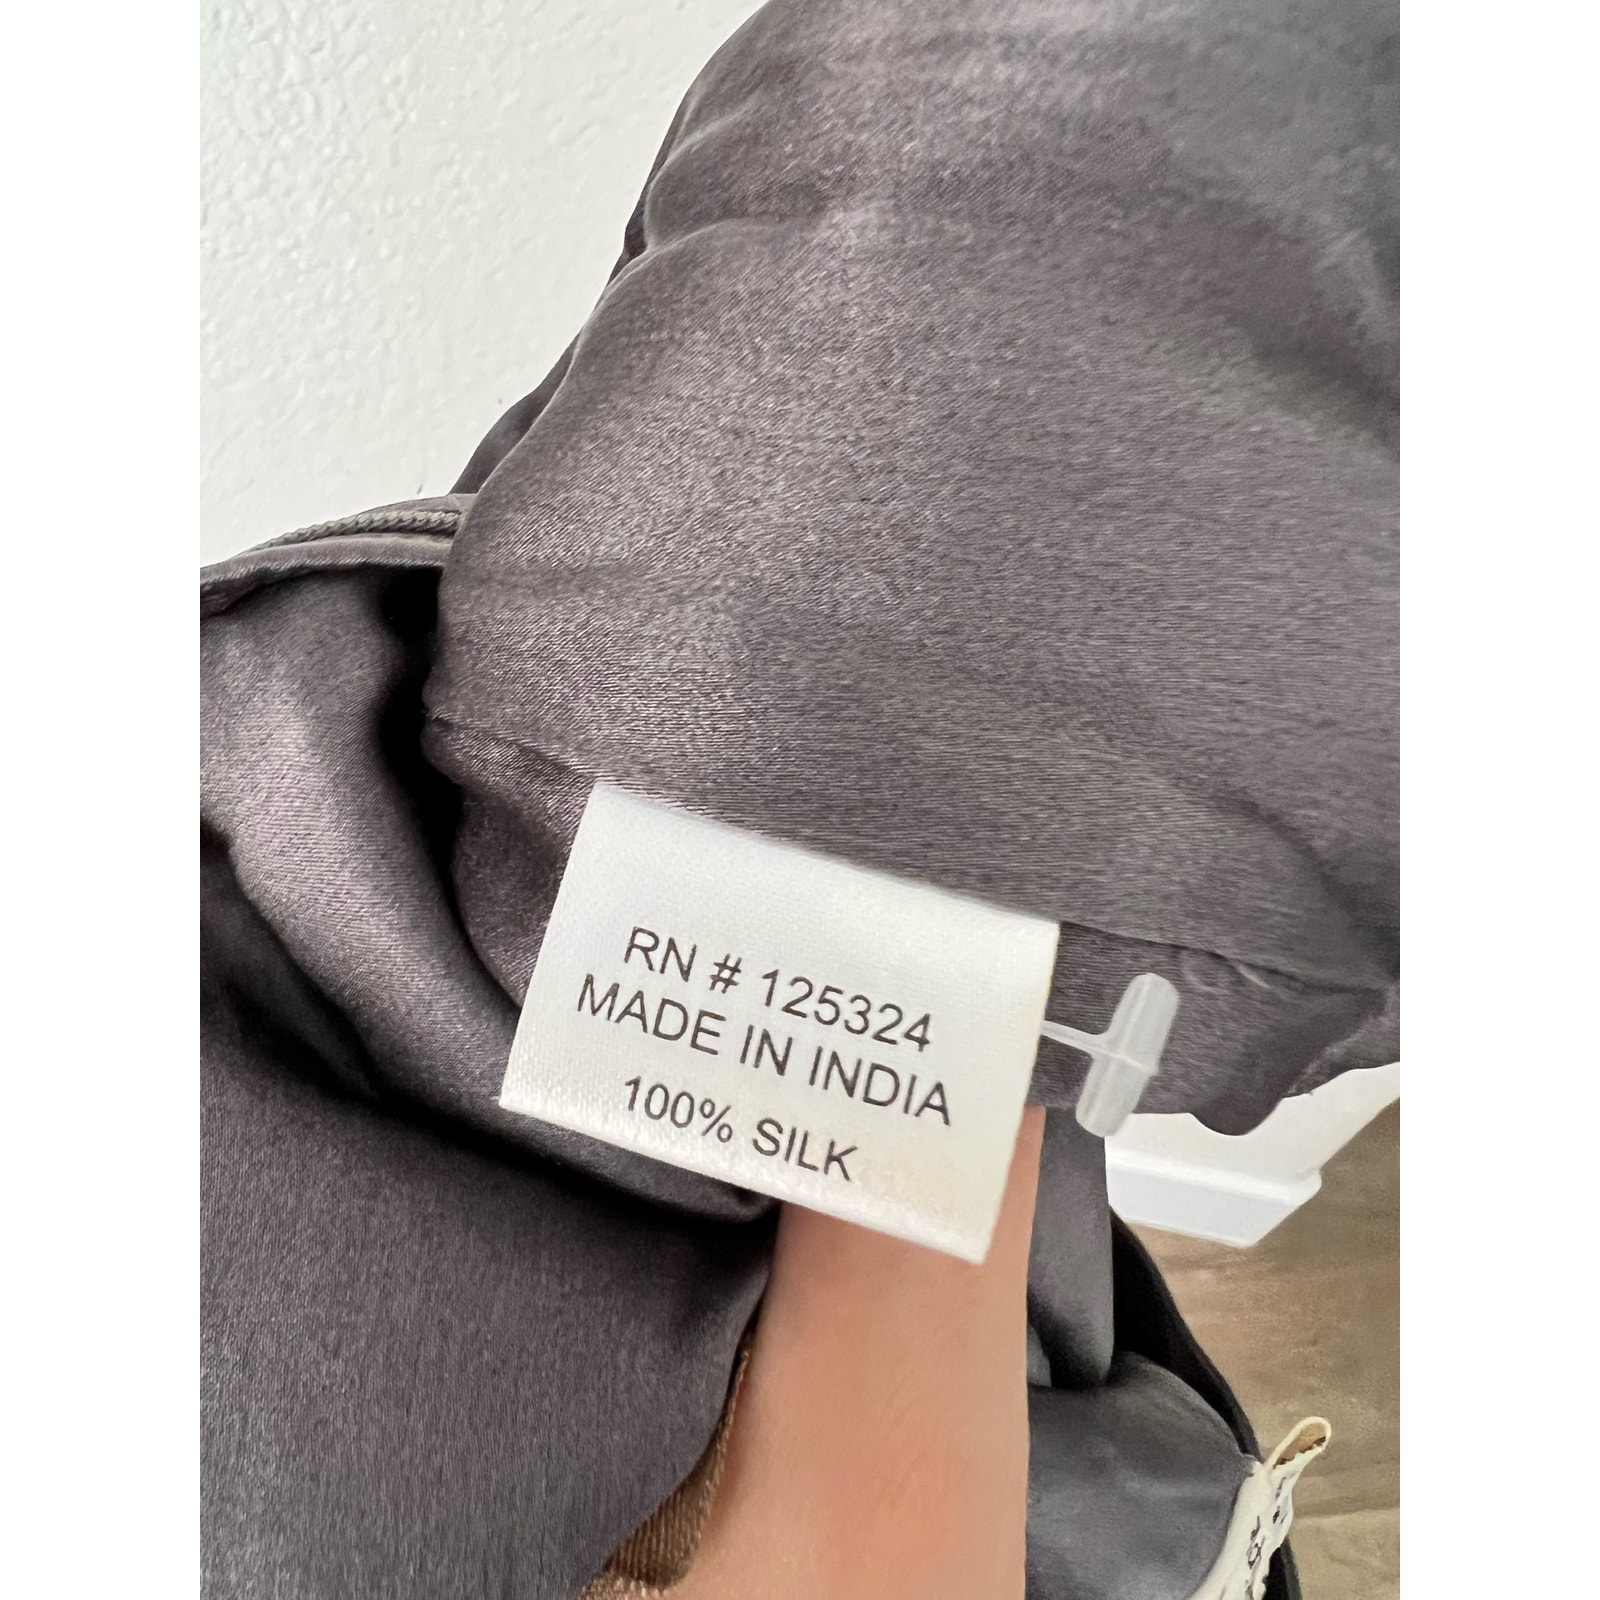 RN # 125324
MADE IN INDIA
100% SILK